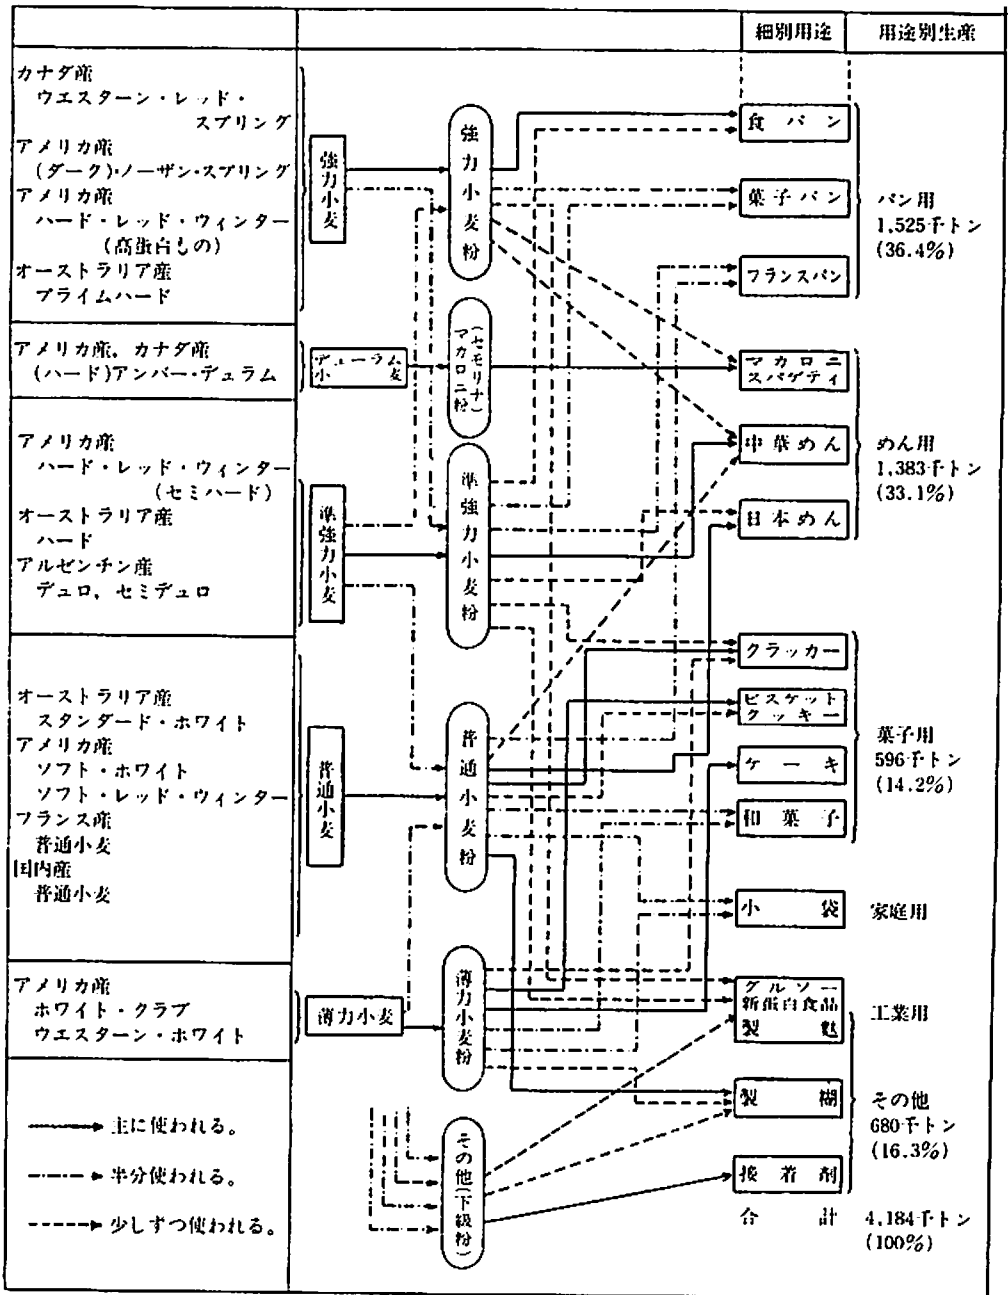 細別用途
用途別生産
カナダ産
ウエスターン・レッド・
スプリング
アメリカ産
(ダーク)・ノーザン・スプリング
アメリカ産
ハード・レッド・ウィンター
(高蛋白もの)
オーストラリア産
プライムハード
アメリカ産，カナダ産
(ハード)アンバー・デュラム
アメリカ産
ハード・レッド・ウィンター
(セミハード)
オーストラリア産
ハード
アルゼンチン産
デュロ，セミデュロ
オーストラリア産
スタンダード・ホワイト
アメリカ産
ソフト・ホワイト
ソフト・レッド・ウィンター
フランス産
普通小麦
国内産
普通小麦
アメリカ産
ホワイト・クラブ
ウエスターン・ホワイト
主に使われる。
半分使われる。
少しずつ使われる。
強力小麦
デューラム
小麦
準強力小麦
普通小麦
薄力小麦
強力小麦粉
(セモリナ)
マカロニ粉
準強力小麦粉
普通小麦粉
薄力小麦粉
その他(下級粉)
食パン
菓子パン
フランスパン
マカロニ
スパゲティ
中華めん
日本めん
クラッカー
ビスケット
クッキー
ケーキ
和菓子
小袋
グルソー
新蛋白食品
製麩
製糊
接着剤
合計
パン用
1,525千トン
(36.4%)
めん用
1,383千トン
(33.1%)
菓子用
596千トン
(14.2%)
家庭用
工業用
その他
680千トン
(16.3%)
4,184千トン
(100%)